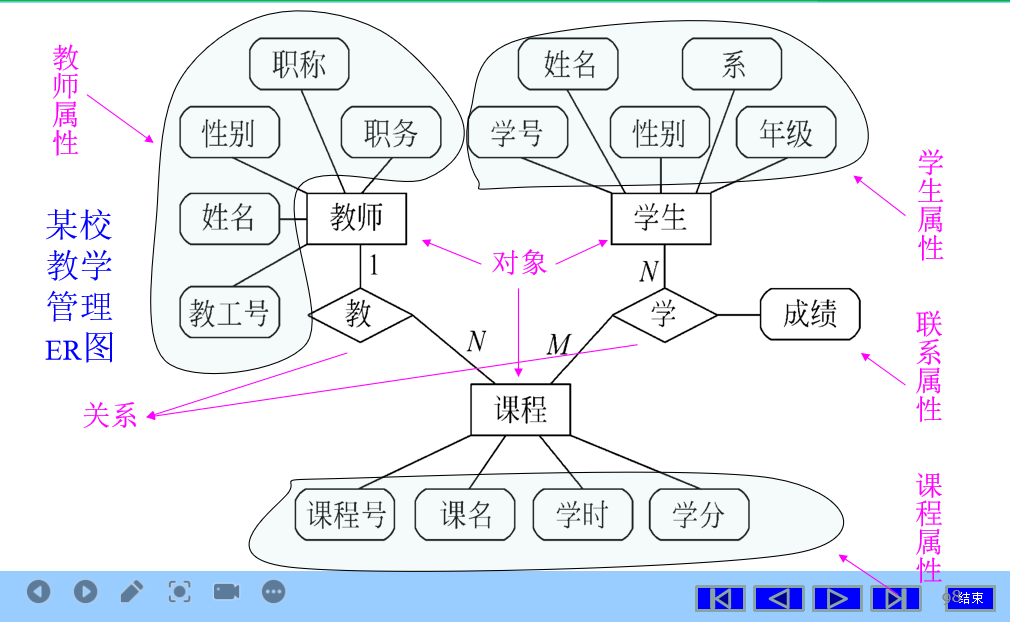 教师属性
职称
性别
职务
姓名
教工号
教师
姓名
系
学号
性别
年级
学生
学生属性
某校
教学
管理
ER图
对象
1
N
教
学
成绩
联系属性
N
M
关系
课程
课程号
课名
学时
学分
课程属性
98
结束